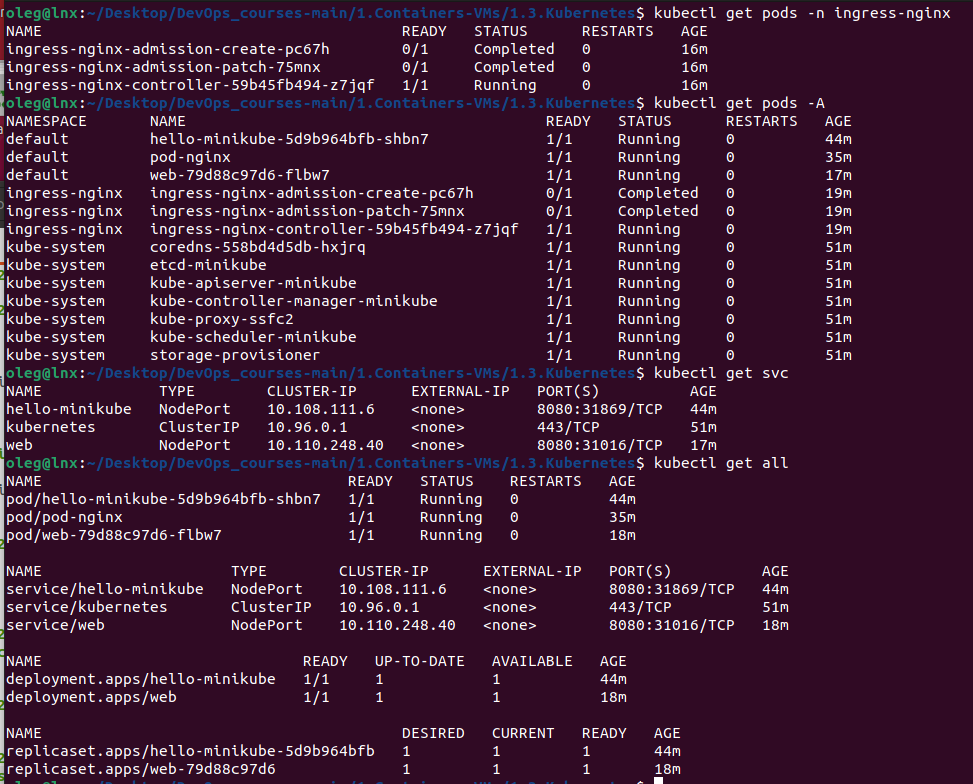 oleg@lnx:~/Desktop/DevOps_courses-main/1.Containers-VMs/1.3.Kubernetes$ kubectl get pods -n ingress-nginx
NAME READY STATUS RESTARTS AGE
ingress-nginx-admission-create-pc67h 0/1 Completed 0 16m
ingress-nginx-admission-patch-75mnx 0/1 Completed 0 16m
ingress-nginx-controller-59b45fb494-z7jqf 1/1 Running 0 16m
oleg@lnx:~/Desktop/DevOps_courses-main/1.Containers-VMs/1.3.Kubernetes$ kubectl get pods -A
NAMESPACE NAME READY STATUS RESTARTS AGE
default hello-minikube-5d9b964bfb-shbn7 1/1 Running 0 44m
default pod-nginx 1/1 Running 0 35m
default web-79d88c97d6-flbw7 1/1 Running 0 17m
ingress-nginx ingress-nginx-admission-create-pc67h 0/1 Completed 0 19m
ingress-nginx ingress-nginx-admission-patch-75mnx 0/1 Completed 0 19m
ingress-nginx ingress-nginx-controller-59b45fb494-z7jqf 1/1 Running 0 19m
kube-system coredns-558bd4d5db-hxjrq 1/1 Running 0 51m
kube-system etcd-minikube 1/1 Running 0 51m
kube-system kube-apiserver-minikube 1/1 Running 0 51m
kube-system kube-controller-manager-minikube 1/1 Running 0 51m
kube-system kube-proxy-ssfc2 1/1 Running 0 51m
kube-system kube-scheduler-minikube 1/1 Running 0 51m
kube-system storage-provisioner 1/1 Running 0 51m
oleg@lnx:~/Desktop/DevOps_courses-main/1.Containers-VMs/1.3.Kubernetes$ kubectl get svc
NAME TYPE CLUSTER-IP EXTERNAL-IP PORT(S) AGE
hello-minikube NodePort 10.108.111.6 <none> 8080:31869/TCP 44m
kubernetes ClusterIP 10.96.0.1 <none> 443/TCP 51m
web NodePort 10.110.248.40 <none> 8080:31016/TCP 17m
oleg@lnx:~/Desktop/DevOps_courses-main/1.Containers-VMs/1.3.Kubernetes$ kubectl get all
NAME READY STATUS RESTARTS AGE
pod/hello-minikube-5d9b964bfb-shbn7 1/1 Running 0 44m
pod/pod-nginx 1/1 Running 0 35m
pod/web-79d88c97d6-flbw7 1/1 Running 0 18m
NAME TYPE CLUSTER-IP EXTERNAL-IP PORT(S) AGE
service/hello-minikube NodePort 10.108.111.6 <none> 8080:31869/TCP 44m
service/kubernetes ClusterIP 10.96.0.1 <none> 443/TCP 51m
service/web NodePort 10.110.248.40 <none> 8080:31016/TCP 18m
NAME READY UP-TO-DATE AVAILABLE AGE
deployment.apps/hello-minikube 1/1 1 1 44m
deployment.apps/web 1/1 1 1 18m
NAME DESIRED CURRENT READY AGE
replicaset.apps/hello-minikube-5d9b964bfb 1 1 1 44m
replicaset.apps/web-79d88c97d6 1 1 1 18m